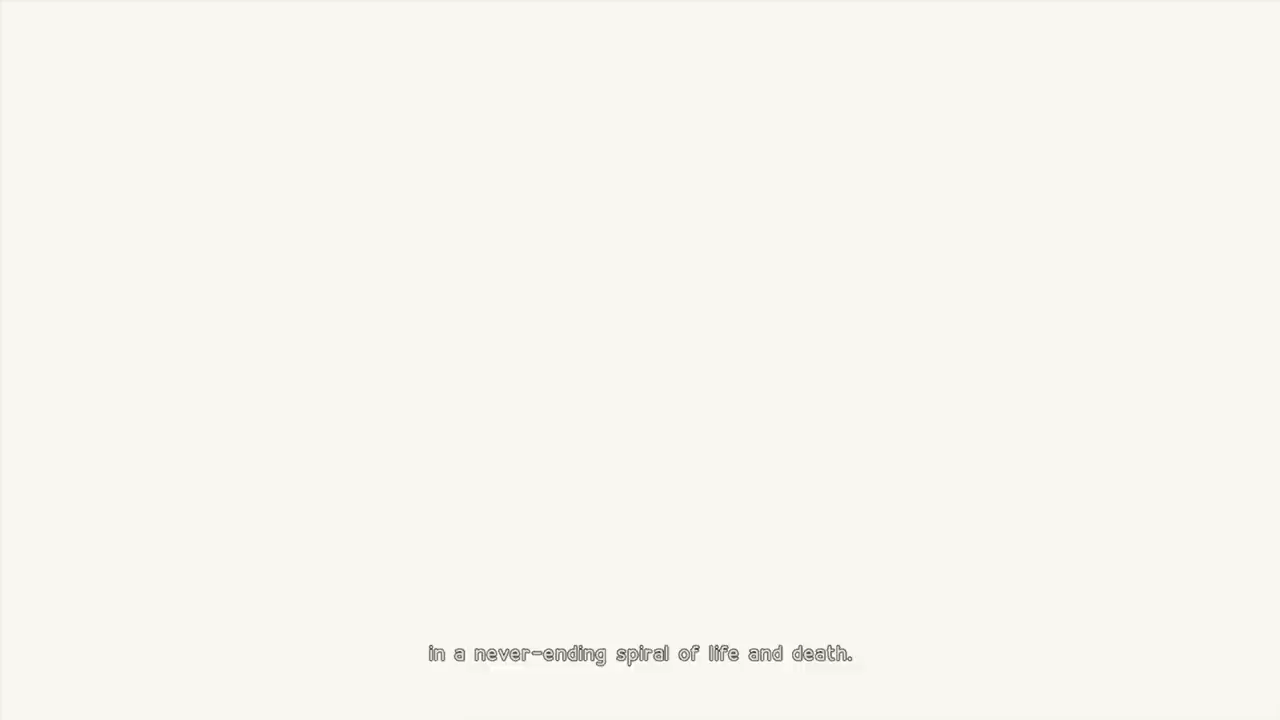 in a never-ending spiral of life and death.